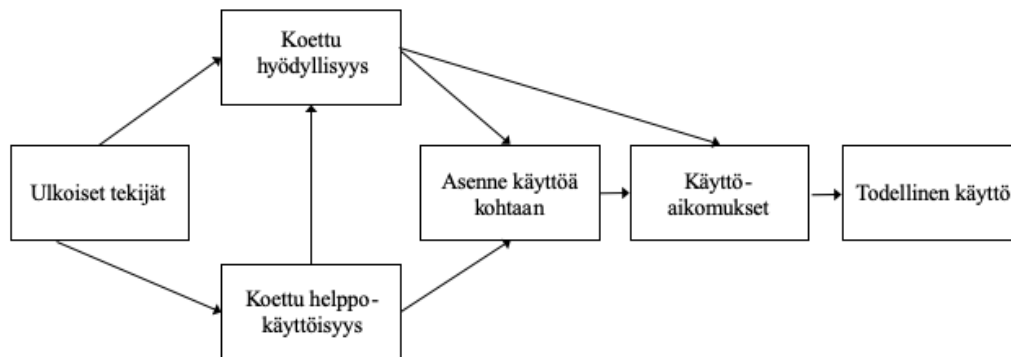 Koettu
hyödyllisyys
Ulkoiset tekijät
Asenne käyttöä
kohtaan
Käyttö-
aikomukset
Todellinen käyttö
Koettu helppo-
käyttöisyys